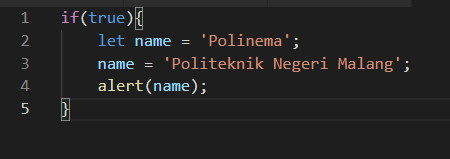 1 if(true){
2 let name = 'Polinema';
3 name = 'Politeknik Negeri Malang';
4 alert(name);
5 }